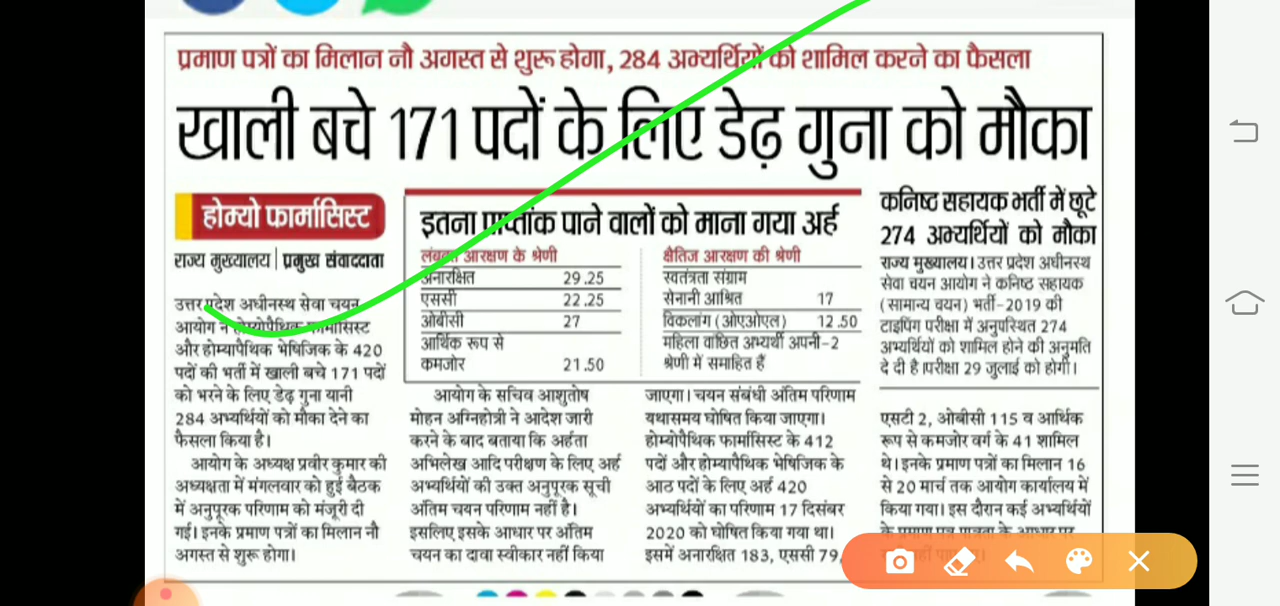 प्रमाण पत्रों का मिलान नौ अगस्त से शुरू होगा, 284 अभ्यर्थियों को शामिल करने का फैसला
खाली बचे 171 पदों के लिए डेढ़ गुना को मौका
होम्यो फार्मासिस्ट
राज्य मुख्यालय | प्रमुख संवाददाता
उत्तर प्रदेश अधीनस्थ सेवा चयन
आयोग ने होम्योपैथिक फार्मासिस्ट
और होम्यापैथिक भेषिजिक के 420
पदों की भर्ती में खाली बचे 171 पदों
को भरने के लिए डेढ़ गुना यानी
284 अभ्यर्थियों को मौका देने का
फैसला किया है।
आयोग के अध्यक्ष प्रवीर कुमार की
अध्यक्षता में मंगलवार को हुई बैठक
में अनुपूरक परिणाम को मंजूरी दी
गई। इनके प्रमाण पत्रों का मिलान नौ
अगस्त से शुरू होगा।
इतना प्राप्तांक पाने वालों को माना गया अर्ह
लंबवत आरक्षण के श्रेणी
अनारक्षित 29.25
एससी 22.25
ओबीसी 27
आर्थिक रूप से
कमजोर 21.50
क्षैतिज आरक्षण की श्रेणी
स्वतंत्रता संग्राम
सेनानी आश्रित 17
विकलांग (ओएओएल) 12.50
महिला वांछित अभ्यर्थी अपनी-2
श्रेणी में समाहित हैं
आयोग के सचिव आशुतोष
मोहन अग्निहोत्री ने आदेश जारी
करने के बाद बताया कि अर्हता
अभिलेख आदि परीक्षण के लिए अर्ह
अभ्यर्थियों की उक्त अनुपूरक सूची
अंतिम चयन परिणाम नहीं है।
इसलिए इसके आधार पर अंतिम
चयन का दावा स्वीकार नहीं किया
जाएगा। चयन संबंधी अंतिम परिणाम
यथासमय घोषित किया जाएगा।
होम्योपैथिक फार्मासिस्ट के 412
पदों और होम्यापैथिक भेषिजिक के
आठ पदों के लिए अर्ह 420
अभ्यर्थियों का परिणाम 17 दिसंबर
2020 को घोषित किया गया था।
इसमें अनारक्षित 183, एससी 79,
कनिष्ट सहायक भर्ती में छूटे
274 अभ्यर्थियों को मौका
राज्य मुख्यालय। उत्तर प्रदेश अधीनस्थ
सेवा चयन आयोग ने कनिष्ट सहायक
(सामान्य चयन) भर्ती-2019 की
टाइपिंग परीक्षा में अनुपस्थित 274
अभ्यर्थियों को शामिल होने की अनुमति
दे दी है।परीक्षा 29 जुलाई को होगी।
एसटी 2, ओबीसी 115 व आर्थिक
रूप से कमजोर वर्ग के 41 शामिल
थे। इनके प्रमाण पत्रों का मिलान 16
से 20 मार्च तक आयोग कार्यालय में
किया गया। इस दौरान कई अभ्यर्थियों
के प्रमाण पत्र पात्रता के आधार पर